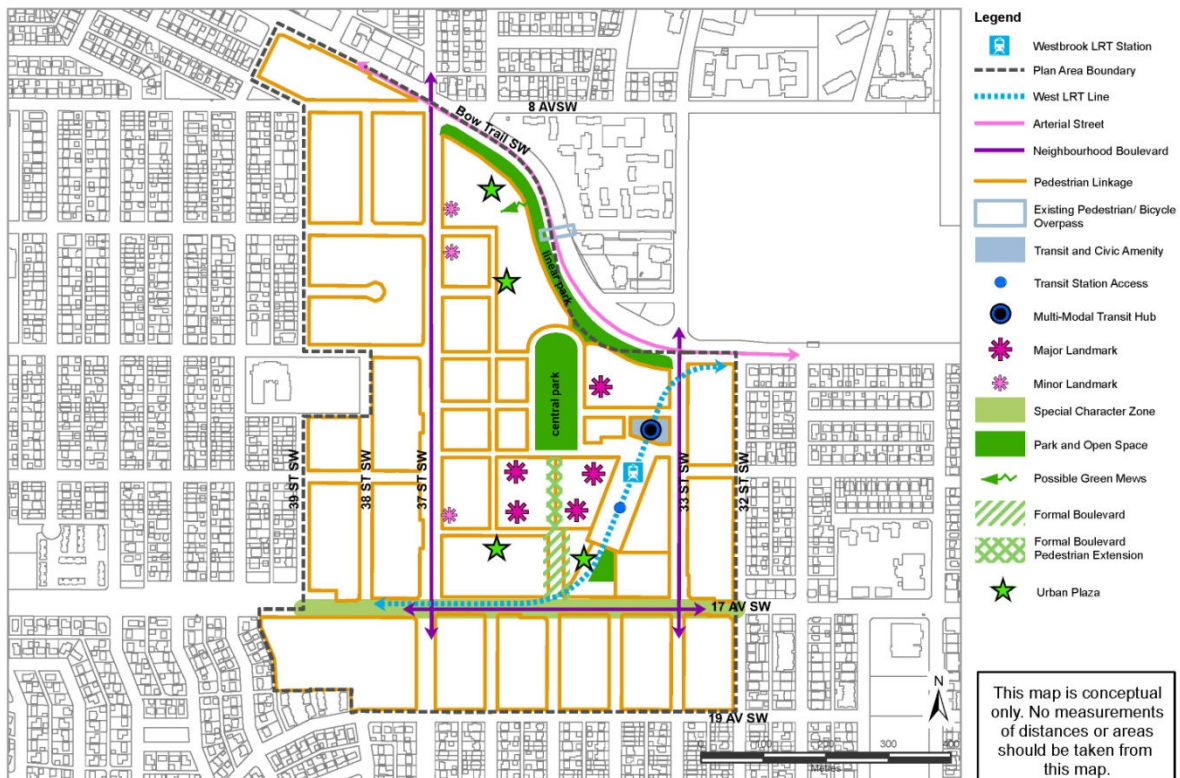 8 AVSW
Bow Trail SW
linear park
central park
39 ST SW
38 ST SW
37 ST SW
33 ST SW
32 ST SW
17 AV SW
19 AV SW
N
0
100
300
400
Metres
Legend
Westbrook LRT Station
Plan Area Boundary
West LRT Line
Arterial Street
Neighbourhood Boulevard
Pedestrian Linkage
Existing Pedestrian/ Bicycle
Overpass
Transit and Civic Amenity
Transit Station Access
Multi-Modal Transit Hub
Major Landmark
Minor Landmark
Special Character Zone
Park and Open Space
Possible Green Mews
Formal Boulevard
Formal Boulevard
Pedestrian Extension
Urban Plaza
This map is conceptual
only. No measurements
of distances or areas
should be taken from
this map.